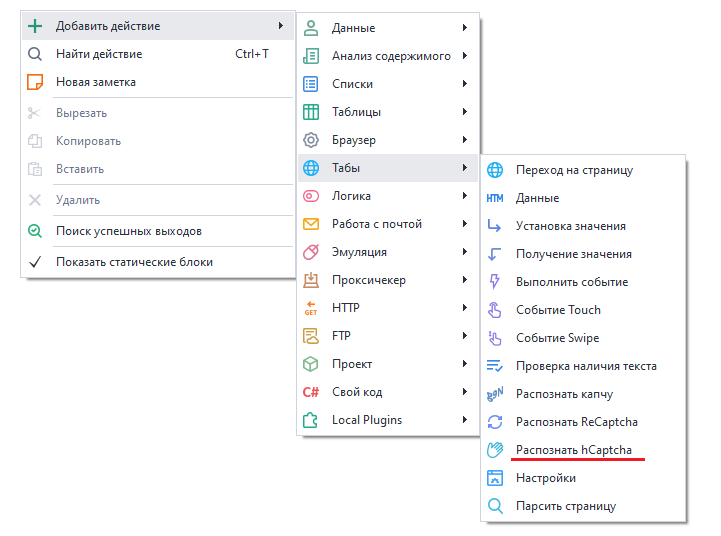 Добавить действие
Найти действие Ctrl+T
Новая заметка
Вырезать
Копировать
Вставить
Удалить
Поиск успешных выходов
Показать статические блоки
Данные
Анализ содержимого
Списки
Таблицы
Браузер
Табы
Логика
Работа с почтой
Эмуляция
Проксичекер
GET HTTP
FTP
Проект
C# Свой код
Local Plugins
Переход на страницу
HTM Данные
Установка значения
Получение значения
Выполнить событие
Событие Touch
Событие Swipe
Проверка наличия текста
Распознать капчу
Распознать ReCaptcha
Распознать hCaptcha
Настройки
Парсить страницу